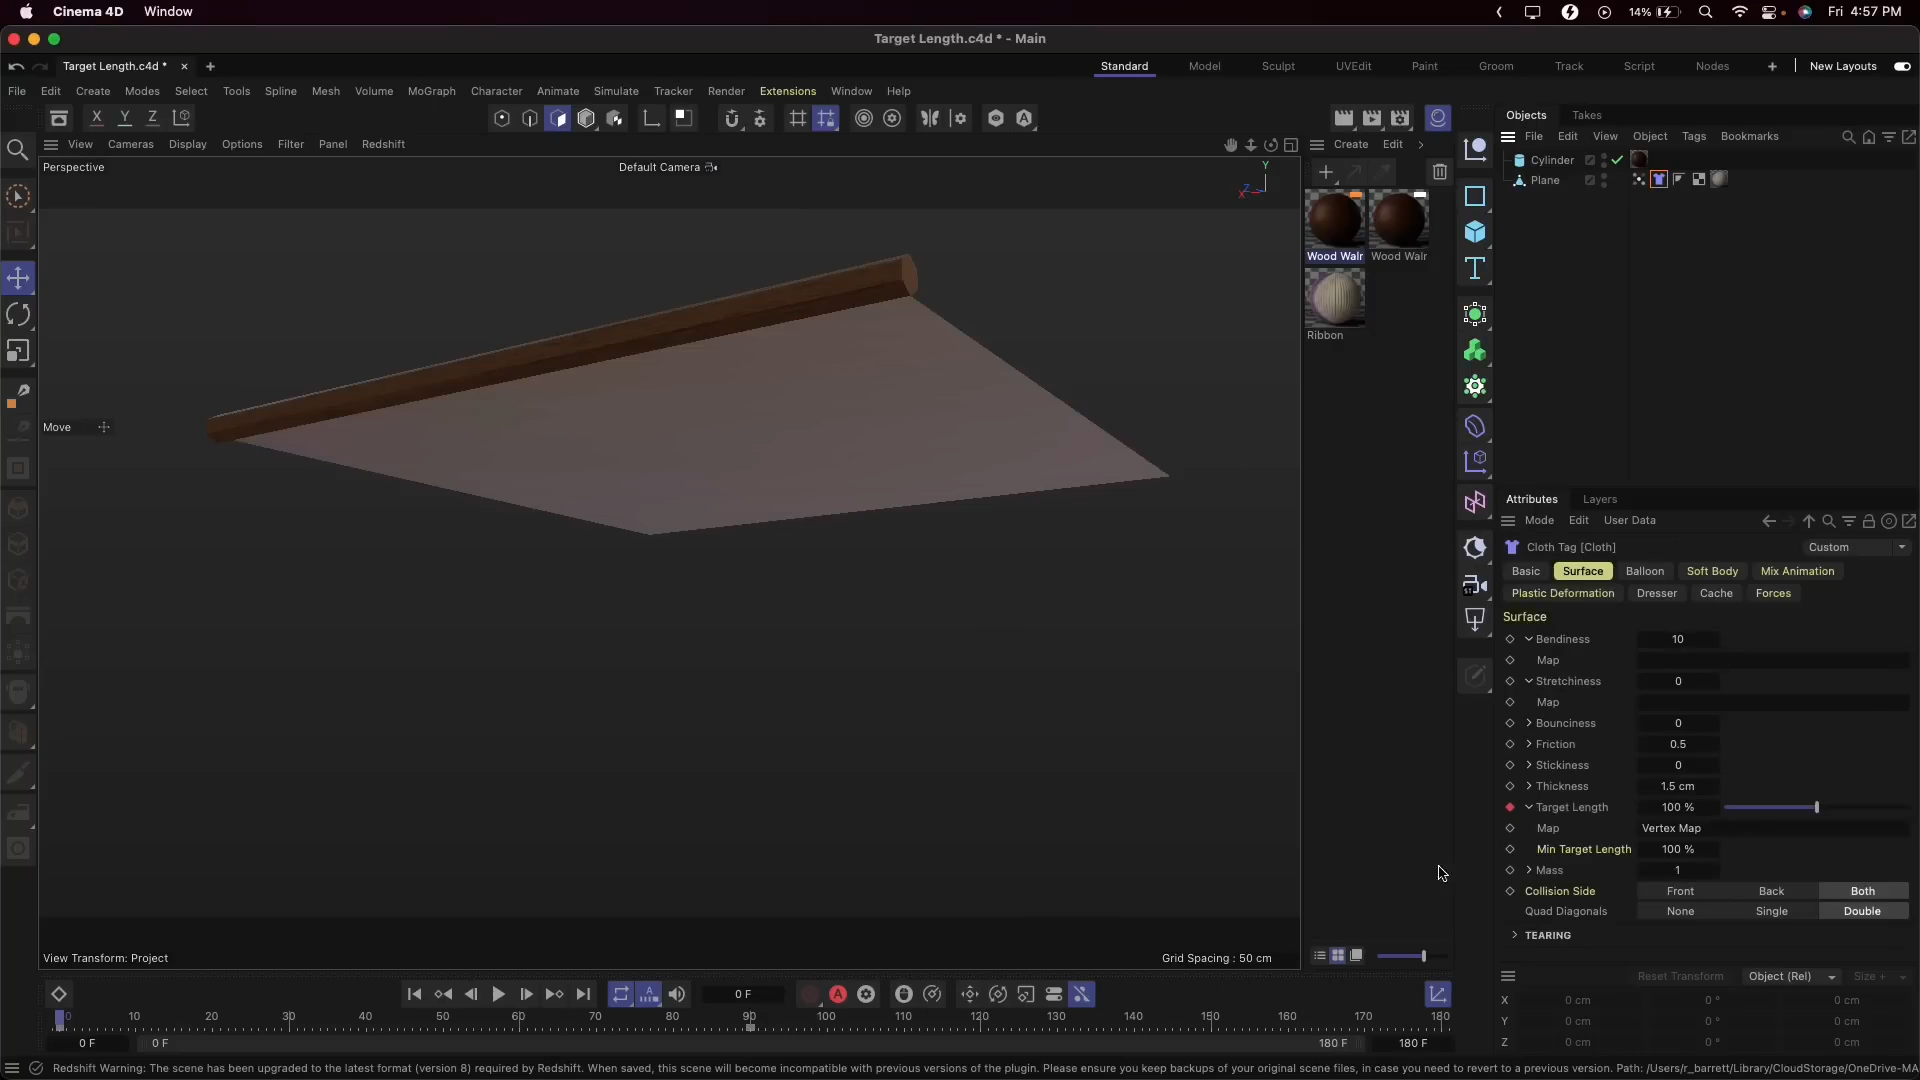 Cinema 4D Window
14% Fri 4:57 PM
Target Length.c4d * - Main
Target Length.c4d *
Standard Model Sculpt UVEdit Paint Groom Track Script Nodes New Layouts
File Edit Create Modes Select Tools Spline Mesh Volume MoGraph Character Animate Simulate Tracker Render Extensions Window Help
X Y Z
Objects Takes
File Edit View Object Tags Bookmarks
View Cameras Display Options Filter Panel Redshift
Create Edit
Perspective
Default Camera
Y
Z
X
Cylinder
Plane
Wood Walr Wood Walr
Ribbon
Move
Attributes Layers
Mode Edit User Data
Cloth Tag [Cloth] Custom
Basic Surface Balloon Soft Body Mix Animation
Plastic Deformation Dresser Cache Forces
Surface
Bendiness 10
Map
Stretchiness 0
Map
Bounciness 0
Friction 0.5
Stickiness 0
Thickness 1.5 cm
Target Length 100 %
Map Vertex Map
Min Target Length 100 %
Mass 1
Collision Side Front Back Both
Quad Diagonals None Single Double
TEARING
View Transform: Project
Grid Spacing : 50 cm
Reset Transform Object (Rel) Size +
0 F
X 0 cm 0 ° 0 cm
Y 0 cm 0 ° 0 cm
Z 0 cm 0 ° 0 cm
0 10 20 30 40 50 60 70 80 90 100 110 120 130 140 150 160 170 180
0 F 0 F 180 F 180 F
Redshift Warning: The scene has been upgraded to the latest format (version 8) required by Redshift. When saved, this scene will become incompatible with previous versions of the plugin. Please ensure you keep backups of your original scene files, in case you need to revert to a previous version. Path: /Users/r_barrett/Library/CloudStorage/OneDrive-MA